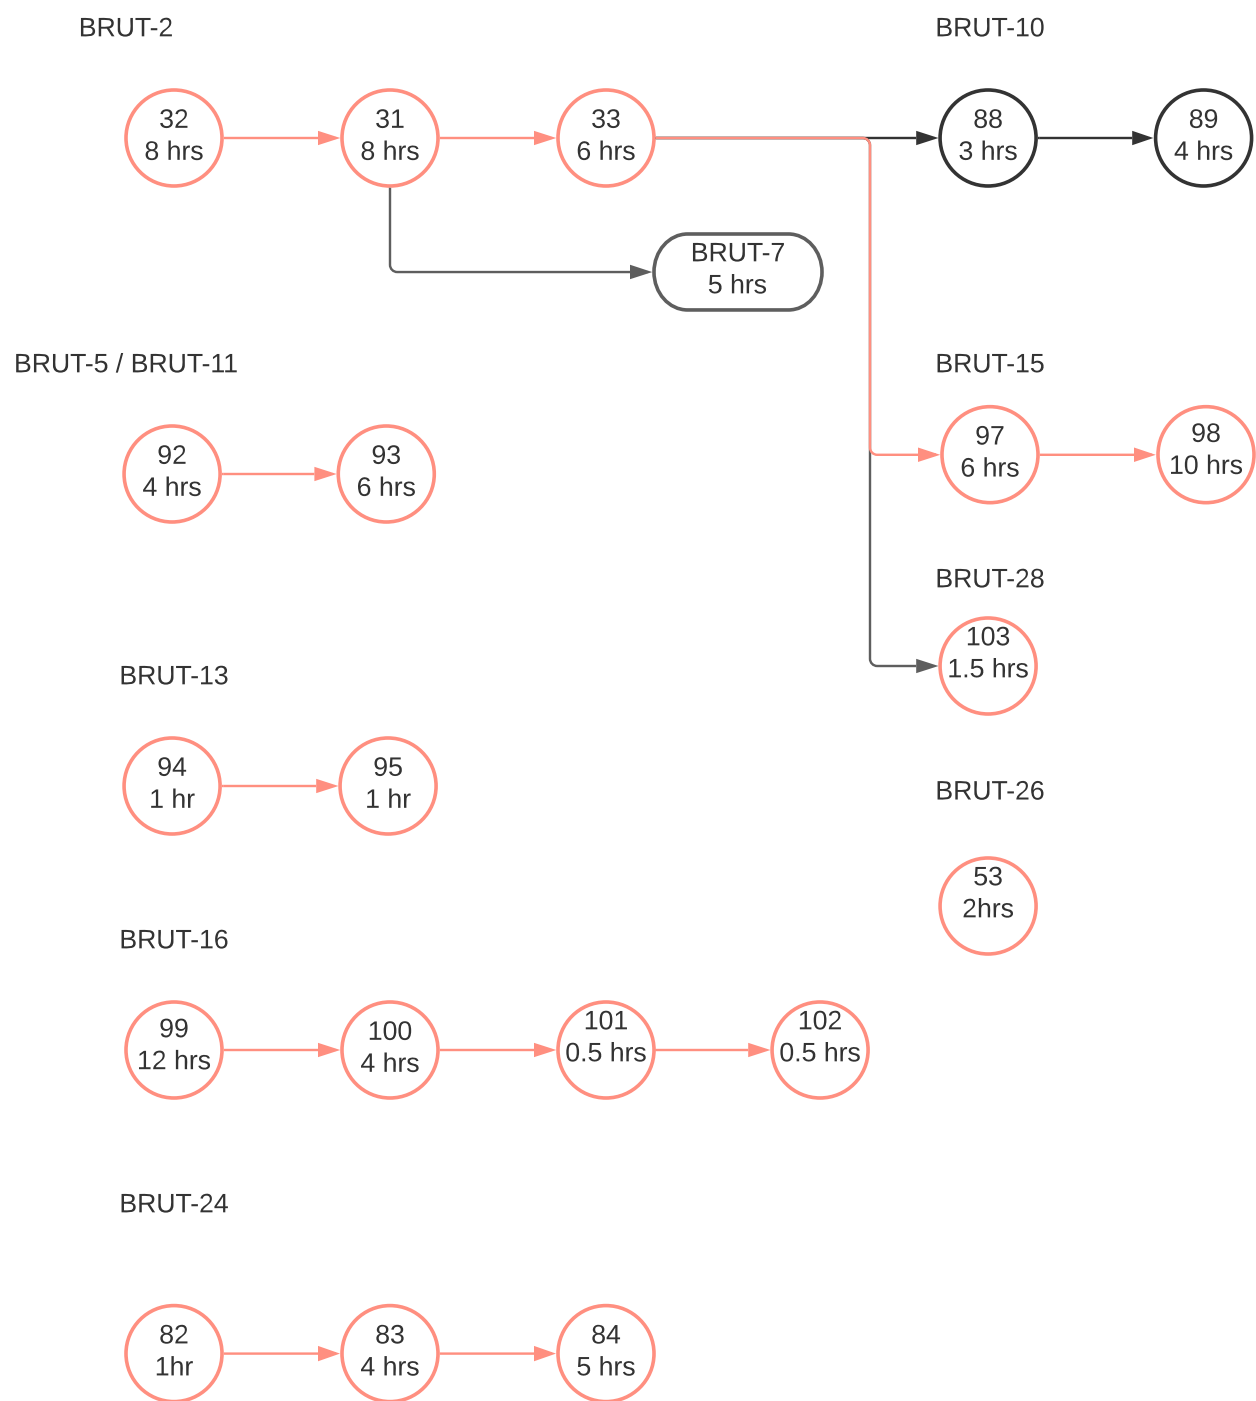 BRUT-2
BRUT-10
32
8 hrs
31
8 hrs
33
6 hrs
88
3 hrs
89
4 hrs
BRUT-7
5 hrs
BRUT-5 / BRUT-11
BRUT-15
92
4 hrs
93
6 hrs
97
6 hrs
98
10 hrs
BRUT-28
103
1.5 hrs
BRUT-13
94
1 hr
95
1 hr
BRUT-26
53
2hrs
BRUT-16
99
12 hrs
100
4 hrs
101
0.5 hrs
102
0.5 hrs
BRUT-24
82
1hr
83
4 hrs
84
5 hrs